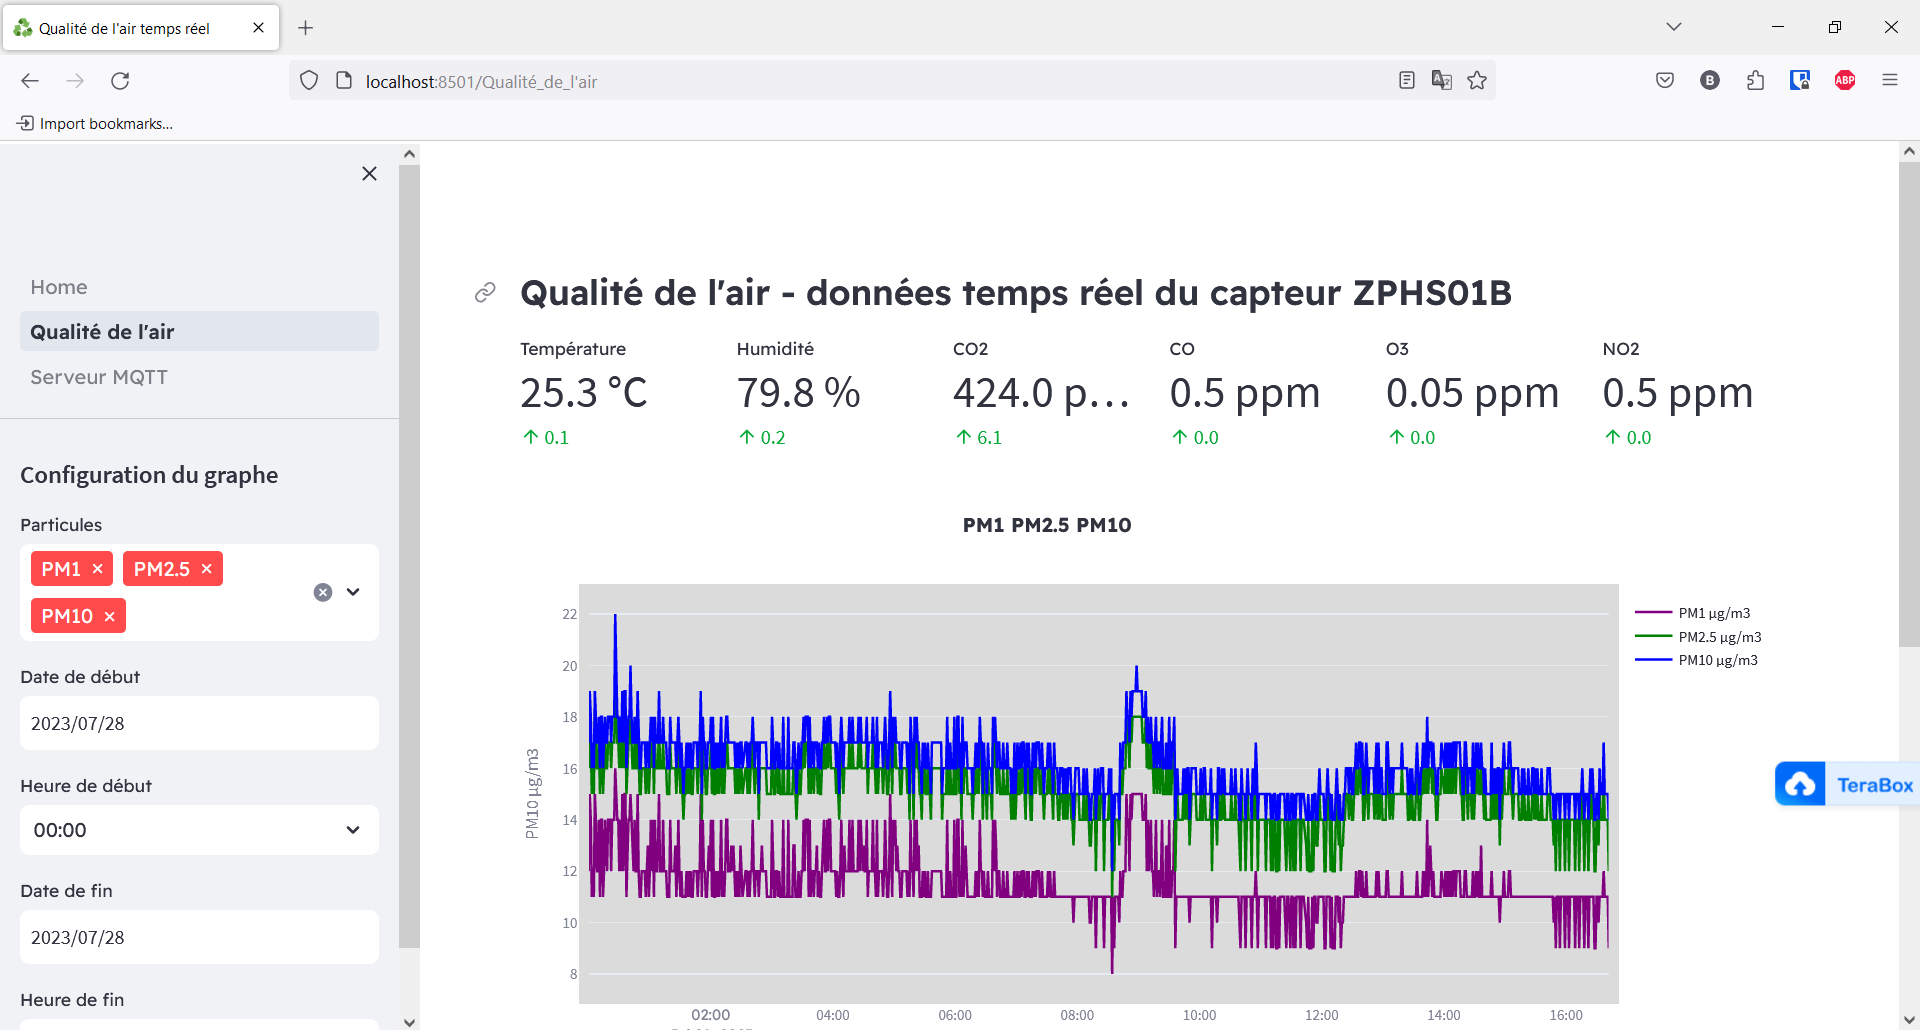 Qualité de l'air temps réel
localhost:8501/Qualité_de_l'air
B
ABP
Import bookmarks...
Home
Qualité de l'air
Serveur MQTT
Configuration du graphe
Particules
PM1
PM2.5
PM10
Date de début
2023/07/28
Heure de début
00:00
Date de fin
2023/07/28
Heure de fin
Qualité de l'air - données temps réel du capteur ZPHS01B
Température
25.3 °C
↑ 0.1
Humidité
79.8 %
↑ 0.2
CO2
424.0 p…
↑ 6.1
CO
0.5 ppm
↑ 0.0
O3
0.05 ppm
↑ 0.0
NO2
0.5 ppm
↑ 0.0
PM1 PM2.5 PM10
PM10 µg/m3
22
20
18
16
14
12
10
8
02:00
04:00
06:00
08:00
10:00
12:00
14:00
16:00
PM1 µg/m3
PM2.5 µg/m3
PM10 µg/m3
TeraBox